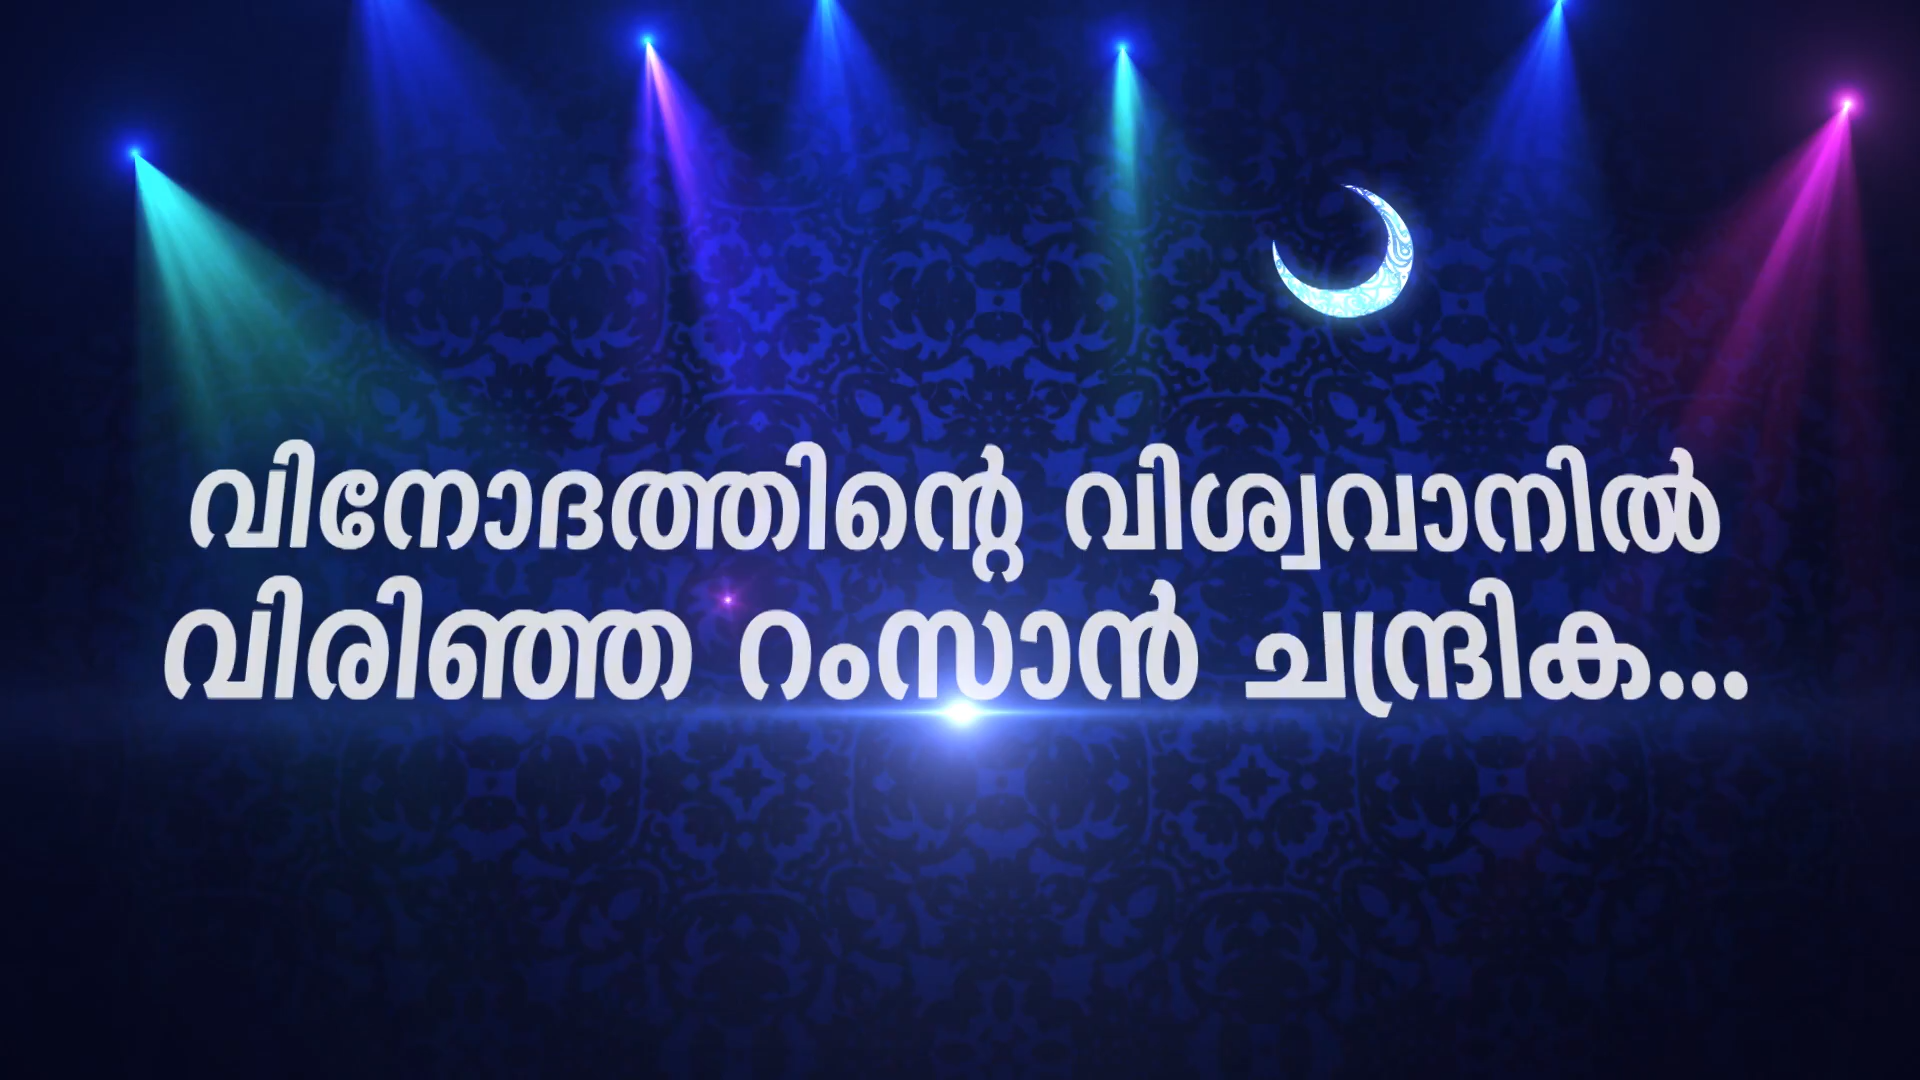 വിനോദത്തിന്റെ വിശ്വവാനിൽ
വിരിഞ്ഞ റംസാൻ ചന്ദ്രിക...